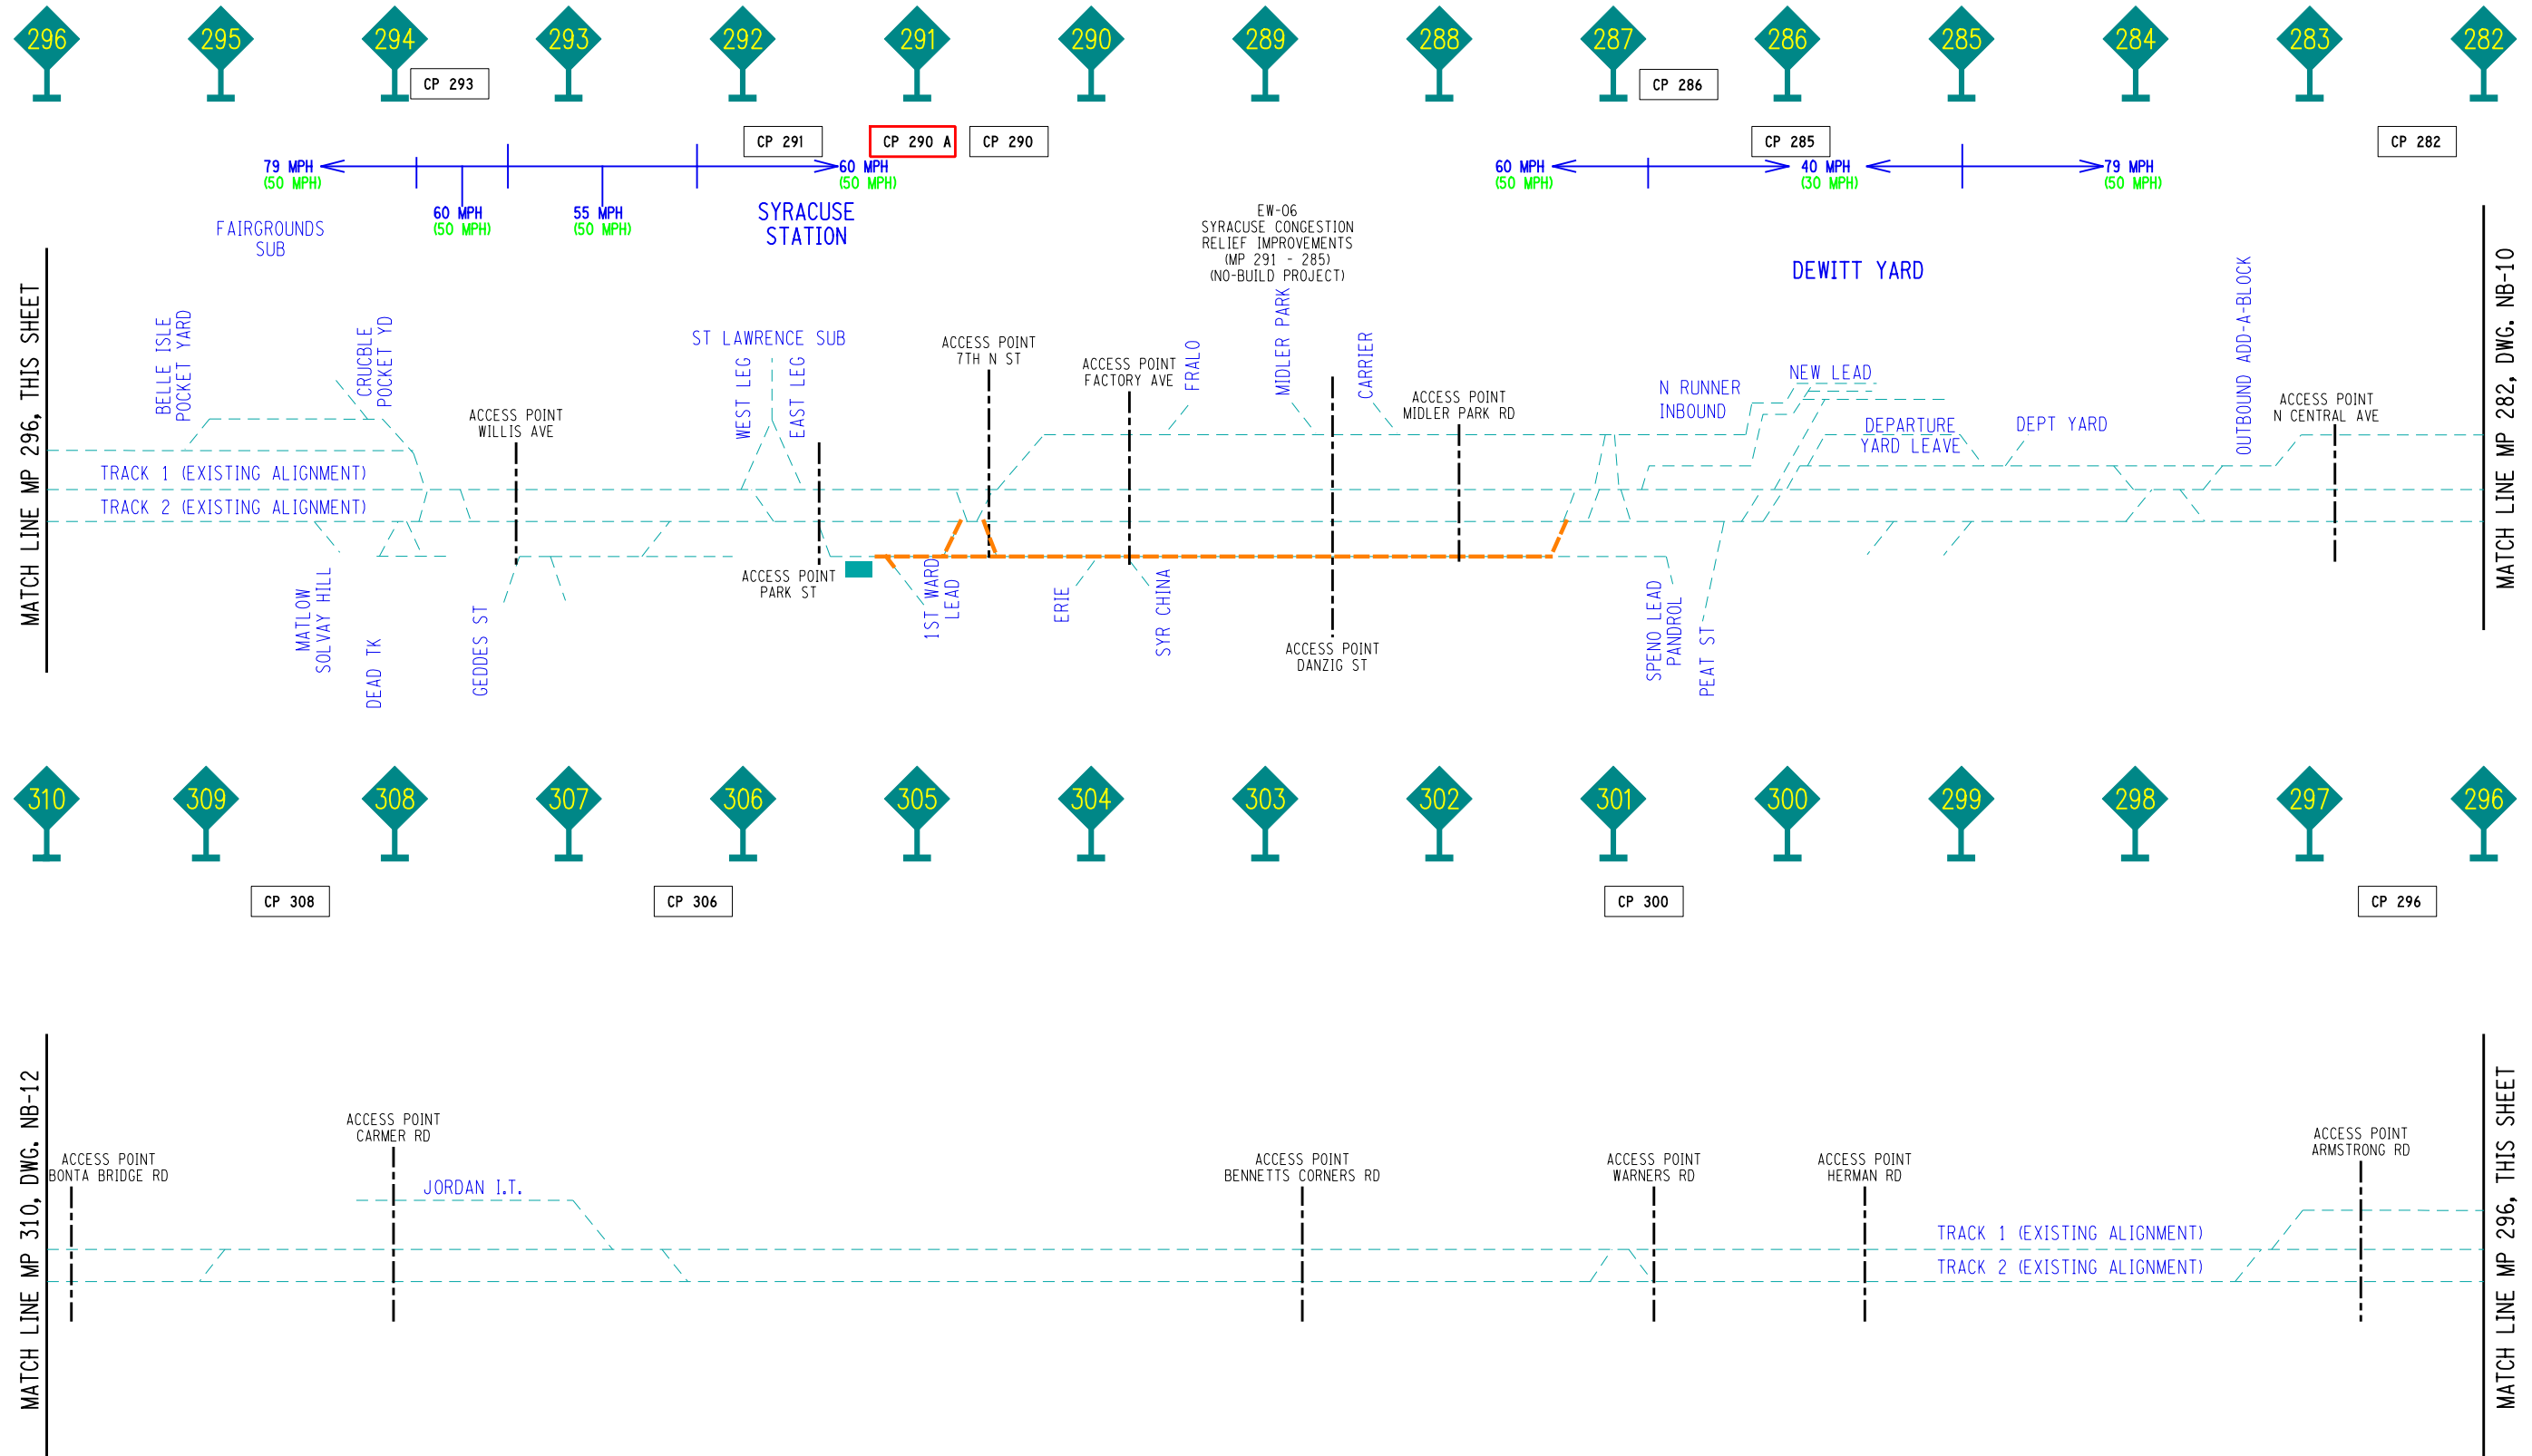 296 295 294 293 292 291 290 289 288 287 286 285 284 283 282
CP 293
CP 286
CP 291
CP 290 A
CP 290
CP 285
CP 282
79 MPH
(50 MPH)
60 MPH
(50 MPH)
55 MPH
(50 MPH)
60 MPH
(50 MPH)
60 MPH
(50 MPH)
40 MPH
(30 MPH)
79 MPH
(50 MPH)
FAIRGROUNDS
SUB
SYRACUSE
STATION
EW-06
SYRACUSE CONGESTION
RELIEF IMPROVEMENTS
(MP 291 - 285)
(NO-BUILD PROJECT)
DEWITT YARD
MATCH LINE MP 296, THIS SHEET
BELLE ISLE
POCKET YARD
CRUCBLE
POCKET YD
ST LAWRENCE SUB
WEST LEG
EAST LEG
ACCESS POINT
WILLIS AVE
ACCESS POINT
7TH N ST
ACCESS POINT
FACTORY AVE
FRALO
MIDLER PARK
CARRIER
ACCESS POINT
MIDLER PARK RD
N RUNNER
INBOUND
NEW LEAD
DEPARTURE
YARD LEAVE
DEPT YARD
OUTBOUND ADD-A-BLOCK
ACCESS POINT
N CENTRAL AVE
MATCH LINE MP 282, DWG. NB-10
TRACK 1 (EXISTING ALIGNMENT)
TRACK 2 (EXISTING ALIGNMENT)
MATLOW
SOLVAY HILL
DEAD TK
GEDDES ST
ACCESS POINT
PARK ST
1ST WARD
LEAD
ERIE
SYR CHINA
ACCESS POINT
DANZIG ST
SPENO LEAD
PANDROL
PEAT ST
310 309 308 307 306 305 304 303 302 301 300 299 298 297 296
CP 308
CP 306
CP 300
CP 296
MATCH LINE MP 310, DWG. NB-12
ACCESS POINT
BONTA BRIDGE RD
ACCESS POINT
CARMER RD
JORDAN I.T.
ACCESS POINT
BENNETTS CORNERS RD
ACCESS POINT
WARNERS RD
ACCESS POINT
HERMAN RD
ACCESS POINT
ARMSTRONG RD
TRACK 1 (EXISTING ALIGNMENT)
TRACK 2 (EXISTING ALIGNMENT)
MATCH LINE MP 296, THIS SHEET